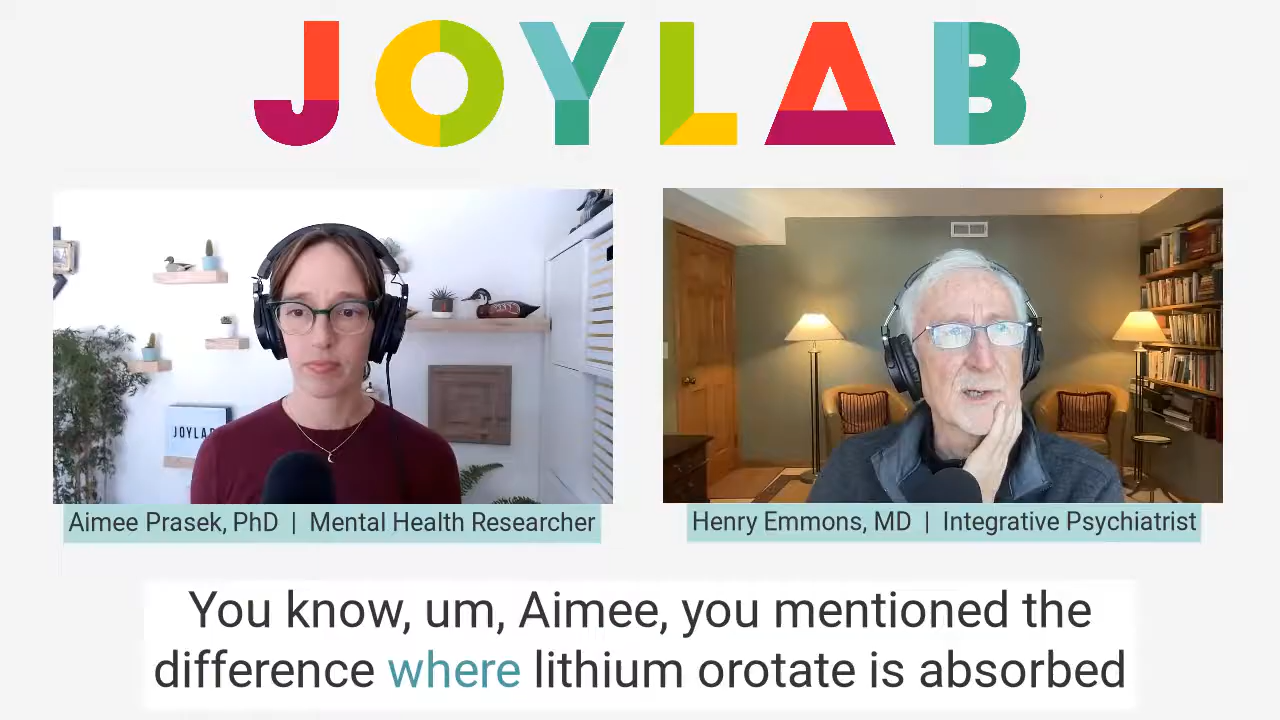 JOYLAB
JOYLAB
Aimee Prasek, PhD | Mental Health Researcher
Henry Emmons, MD | Integrative Psychiatrist
You know, um, Aimee, you mentioned the
difference where lithium orotate is absorbed